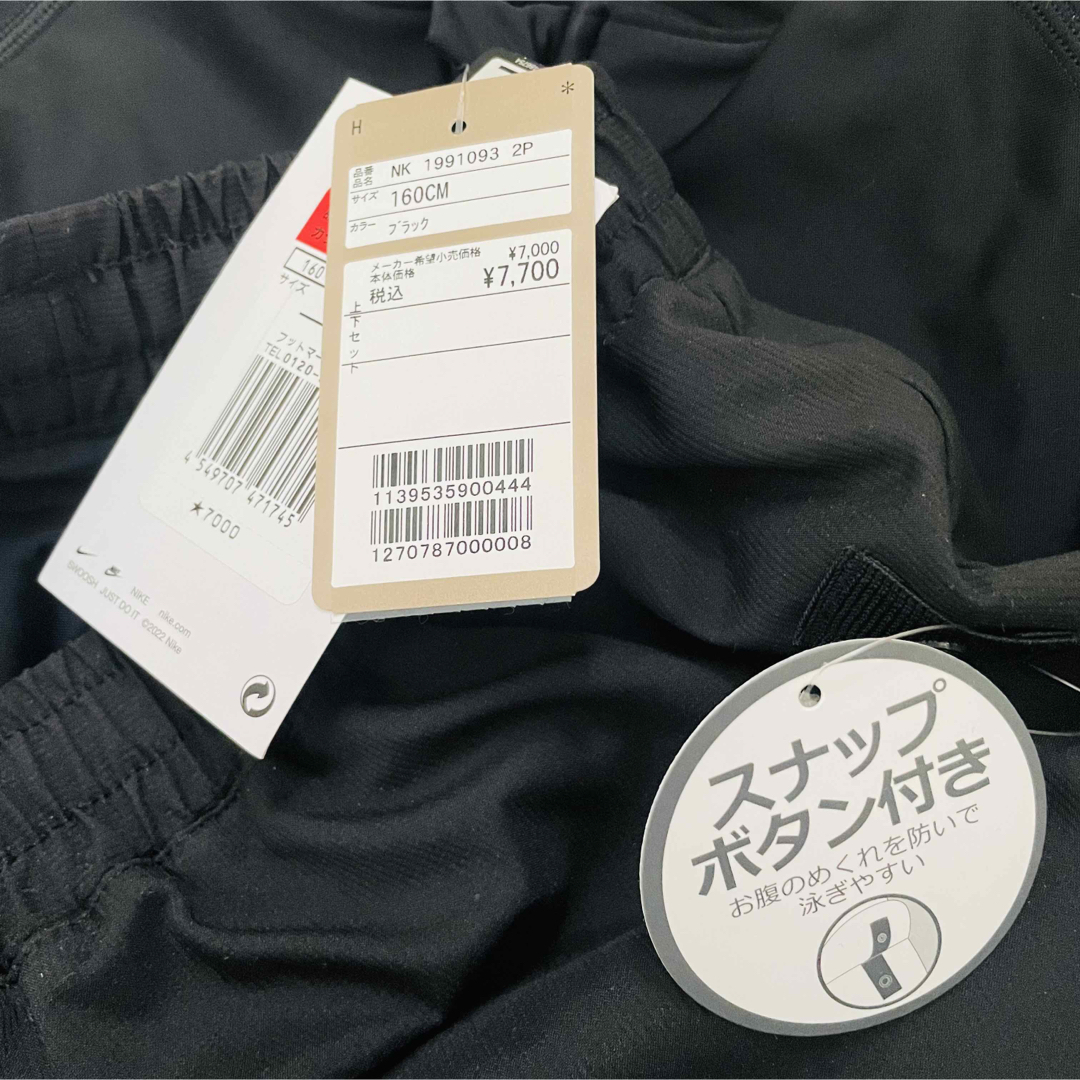 H *
品番 NK 1991093 2P
品名
サイズ 160CM
カラー ブラック
メーカー希望小売価格
本体価格 ¥7,000
税込 ¥7,700
上下セット
1139535900444
1270787000008
160
サイズ
フットマー
TEL0120-
4 549707 471745
★7000
NIKE nike.com
SWOOSH JUST DO IT ©2022 Nike
スナップ
ボタン付き
お腹のめくれを防いで
泳ぎやすい